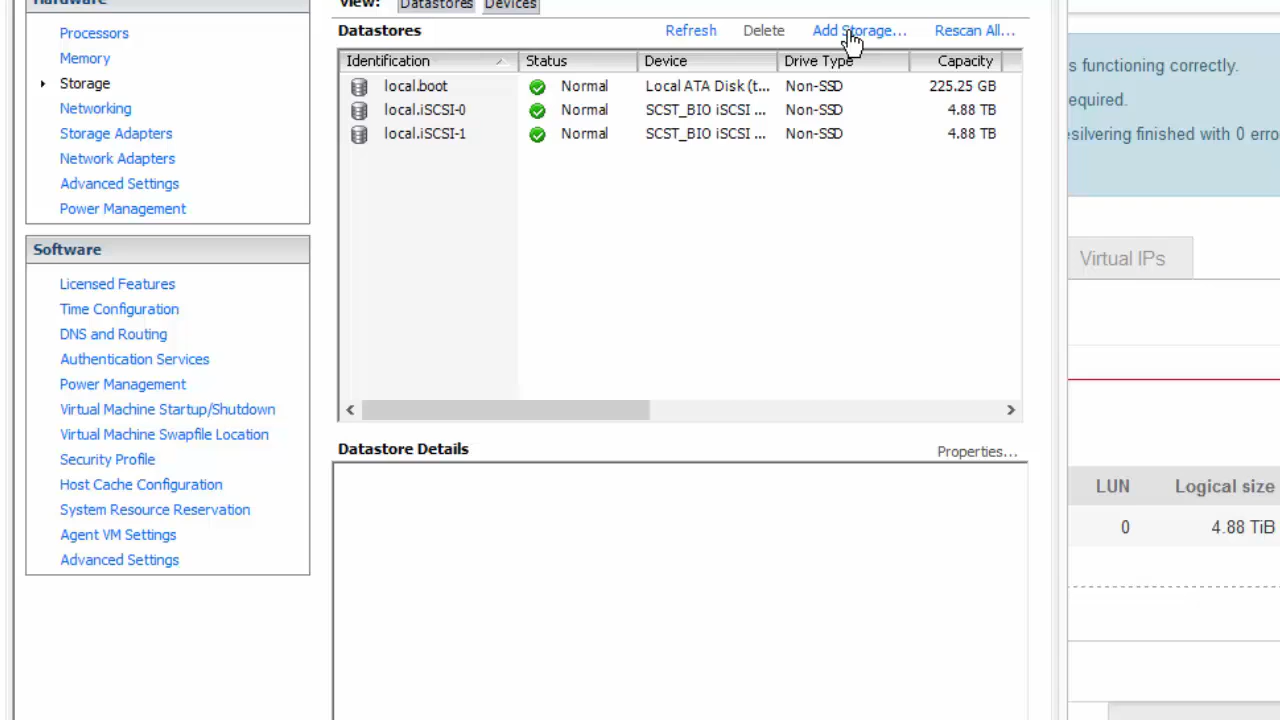 Hardware
Processors
Memory
Storage
Networking
Storage Adapters
Network Adapters
Advanced Settings
Power Management
Software
Licensed Features
Time Configuration
DNS and Routing
Authentication Services
Power Management
Virtual Machine Startup/Shutdown
Virtual Machine Swapfile Location
Security Profile
Host Cache Configuration
System Resource Reservation
Agent VM Settings
Advanced Settings
View: Datastores Devices
Datastores Refresh Delete Add Storage... Rescan All...
Identification Status Device Drive Type Capacity
local.boot Normal Local ATA Disk (t... Non-SSD 225.25 GB
local.iSCSI-0 Normal SCST_BIO iSCSI ... Non-SSD 4.88 TB
local.iSCSI-1 Normal SCST_BIO iSCSI ... Non-SSD 4.88 TB
Datastore Details Properties...
s functioning correctly.
equired.
esilvering finished with 0 erro
Virtual IPs
LUN Logical size
0 4.88 TiB